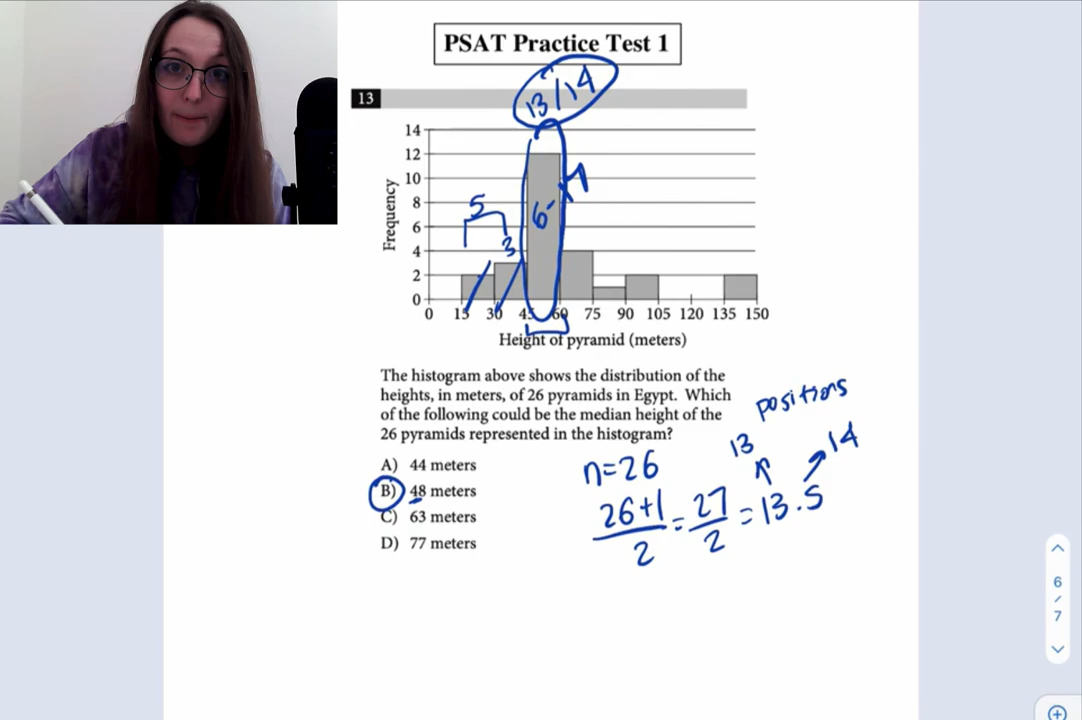 PSAT Practice Test 1
13/14
13
14
12
10
8
6
4
2
0
Frequency
5
3
6-
0 15 30 45 60 75 90 105 120 135 150
Height of pyramid (meters)
The histogram above shows the distribution of the
heights, in meters, of 26 pyramids in Egypt. Which
of the following could be the median height of the
26 pyramids represented in the histogram?
A) 44 meters
B) 48 meters
C) 63 meters
D) 77 meters
positions
13
14
n=26
26+1/2 = 27/2 = 13.5
6
/
7